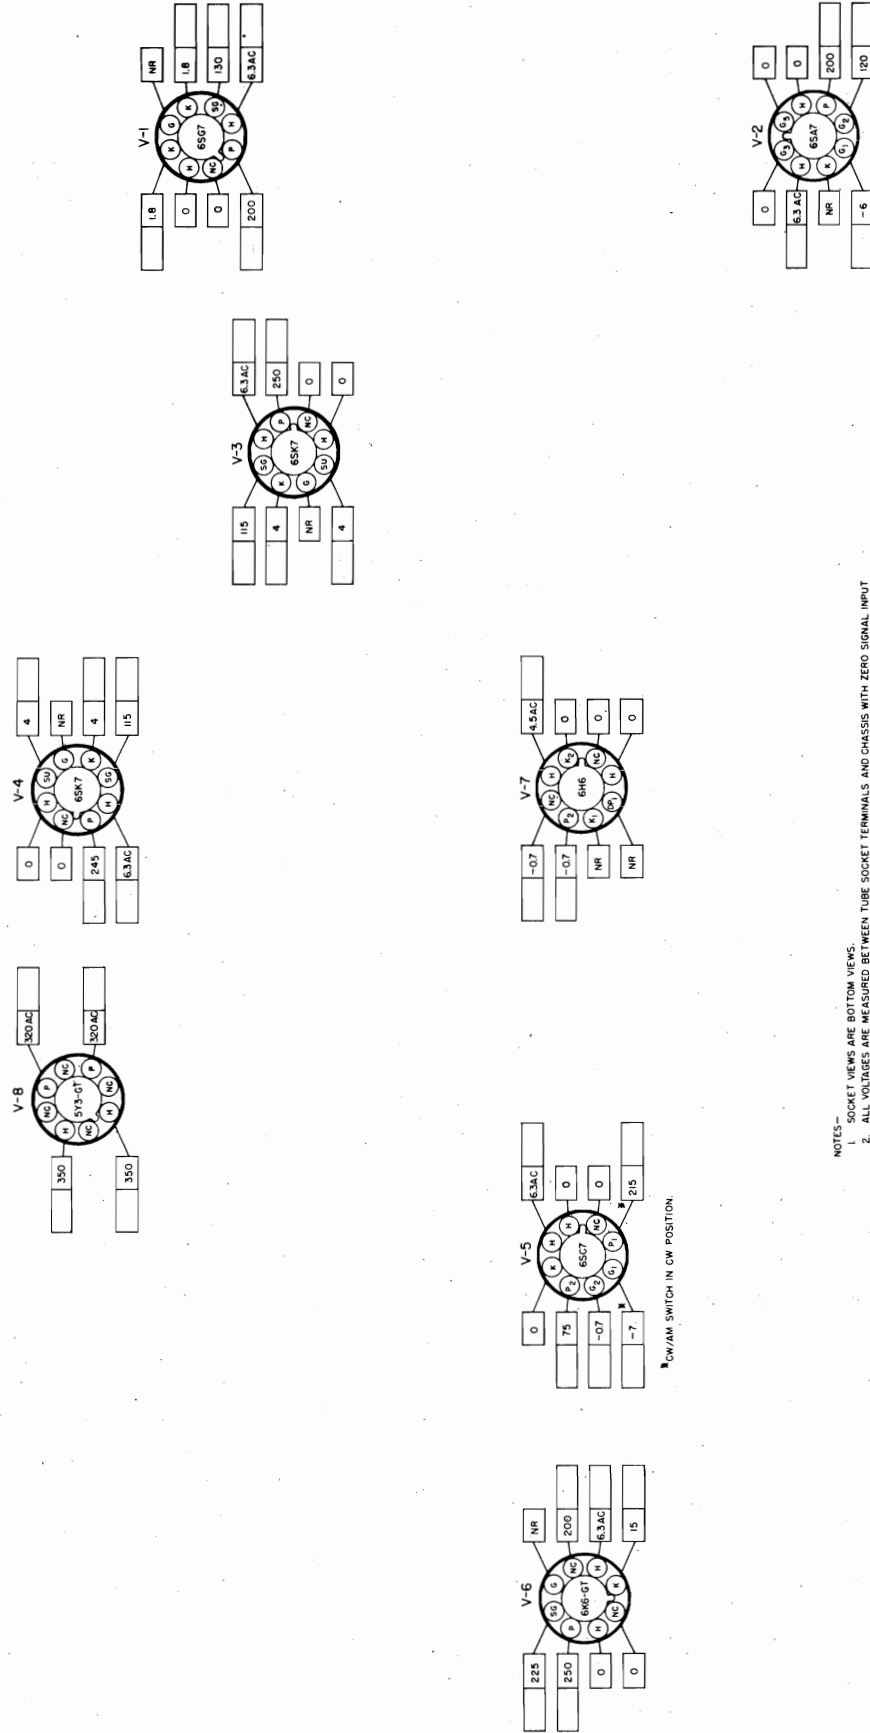 V-6
225
250
0
0
SG
P
H
NC
6K6-GT
G
NC
H
K
NR
200
6.3AC
15
V-8
350
350
H
NC
NC
H
5Y3-GT
P
NC
P
NC
320AC
320AC
V-5
0
75
-0.7
-7
*
K
P2
G2
G1
6SC7
H
H
NC
P1
6.3AC
0
0
215
*
*CW/AM SWITCH IN CW POSITION.
V-4
0
0
245
6.3AC
H
NC
P
H
6SK7
SU
G
K
SG
4
NR
4
115
V-7
-0.7
-0.7
NR
NR
NC
P2
K1
DP1
6H6
H
K2
NC
H
4.5AC
0
0
0
V-3
115
4
NR
4
SG
K
G
SU
6SK7
H
P
NC
H
6.3AC
250
0
0
V-1
1.8
0
0
200
K
H
NC
P
6SG7
G
K
SG
H
NR
1.8
130
6.3AC
V-2
0
6.3 AC
NR
-6
G3
H
K
G1
6SA7
G5
H
P
G2
0
0
200
120
NOTES—
1. SOCKET VIEWS ARE BOTTOM VIEWS.
2. ALL VOLTAGES ARE MEASURED BETWEEN TUBE SOCKET TERMINALS AND CHASSIS WITH ZERO SIGNAL INPUT